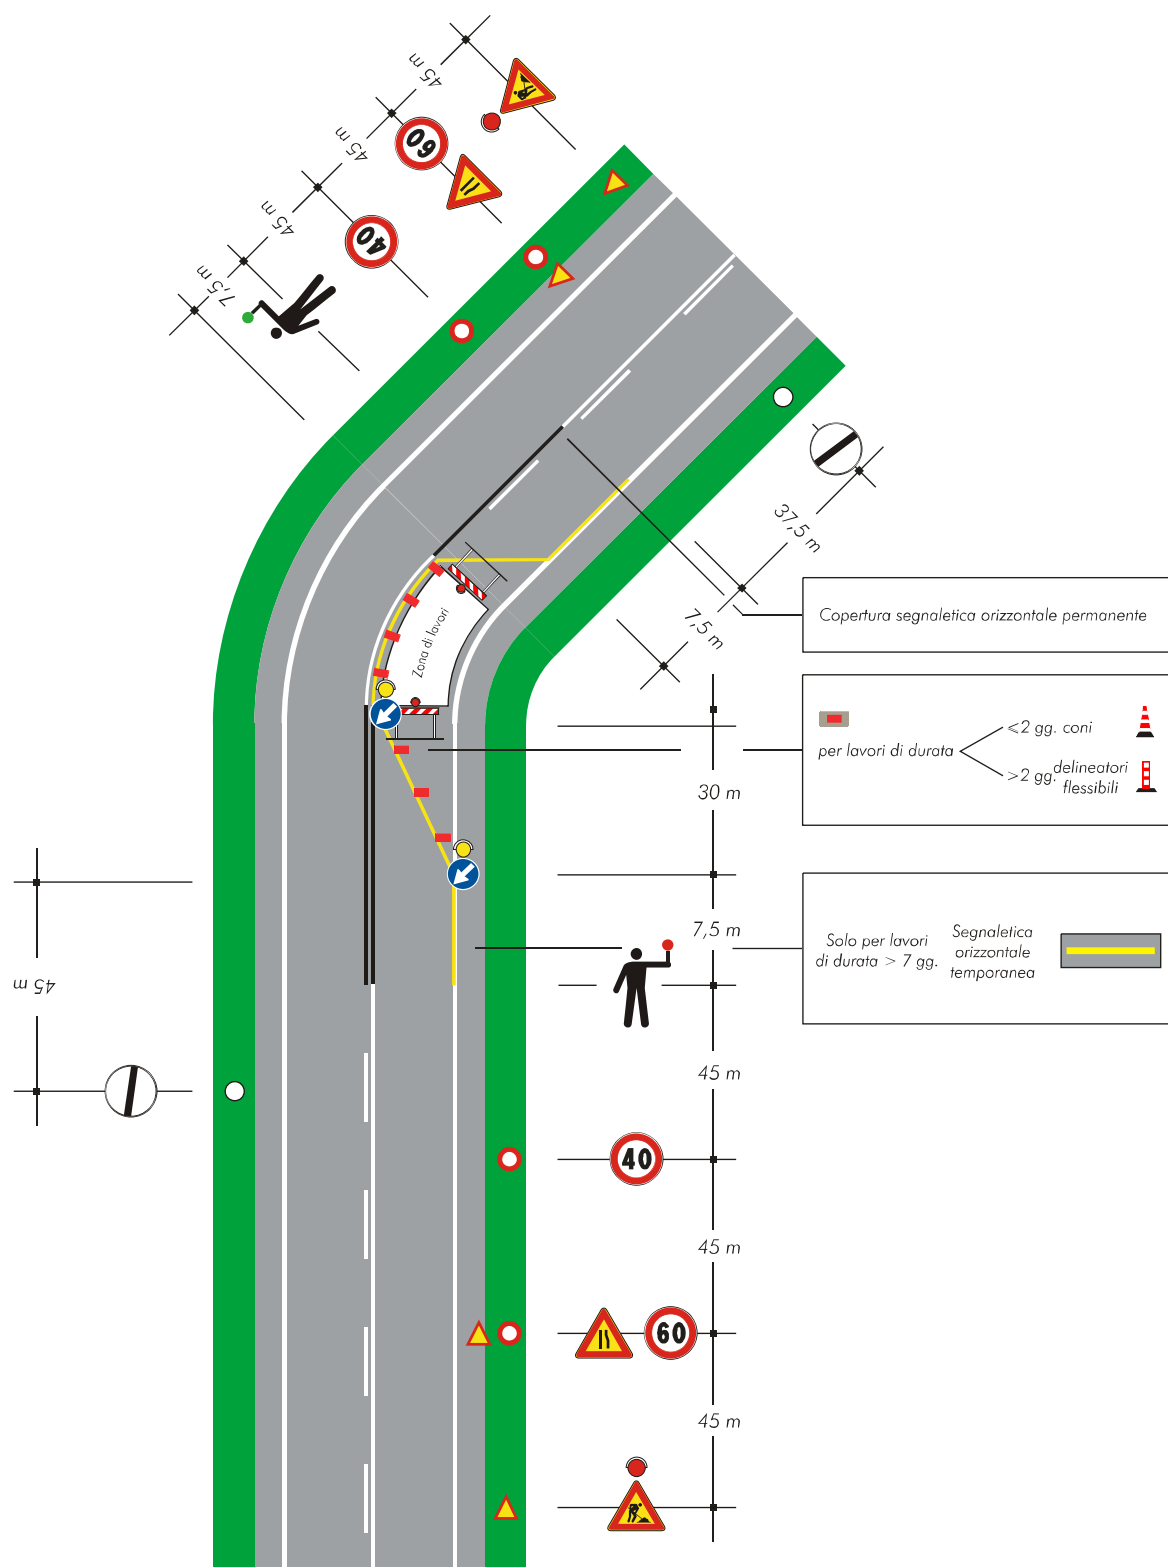 45 m
45 m
60
45 m
40
7,5 m
37,5 m
7,5 m
Copertura segnaletica orizzontale permanente
Zona di lavori
per lavori di durata
⩽2 gg. coni
>2 gg. delineatori
flessibili
30 m
7,5 m
Solo per lavori
di durata > 7 gg.
Segnaletica
orizzontale
temporanea
45 m
45 m
40
45 m
60
45 m